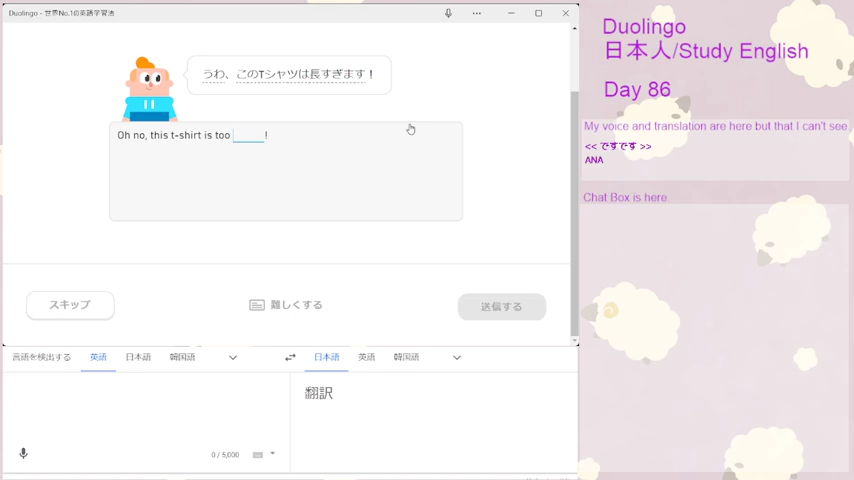 Duolingo - 世界No.1の英語学習法
うわ、このTシャツは長すぎます！
Oh no, this t-shirt is too ____ !
スキップ
難しくする
送信する
言語を検出する 英語 日本語 韓国語
日本語 英語 韓国語
翻訳
0 / 5,000
Duolingo
日本人/Study English
Day 86
My voice and translation are here but that I can't see
<< ですです >>
ANA
Chat Box is here.